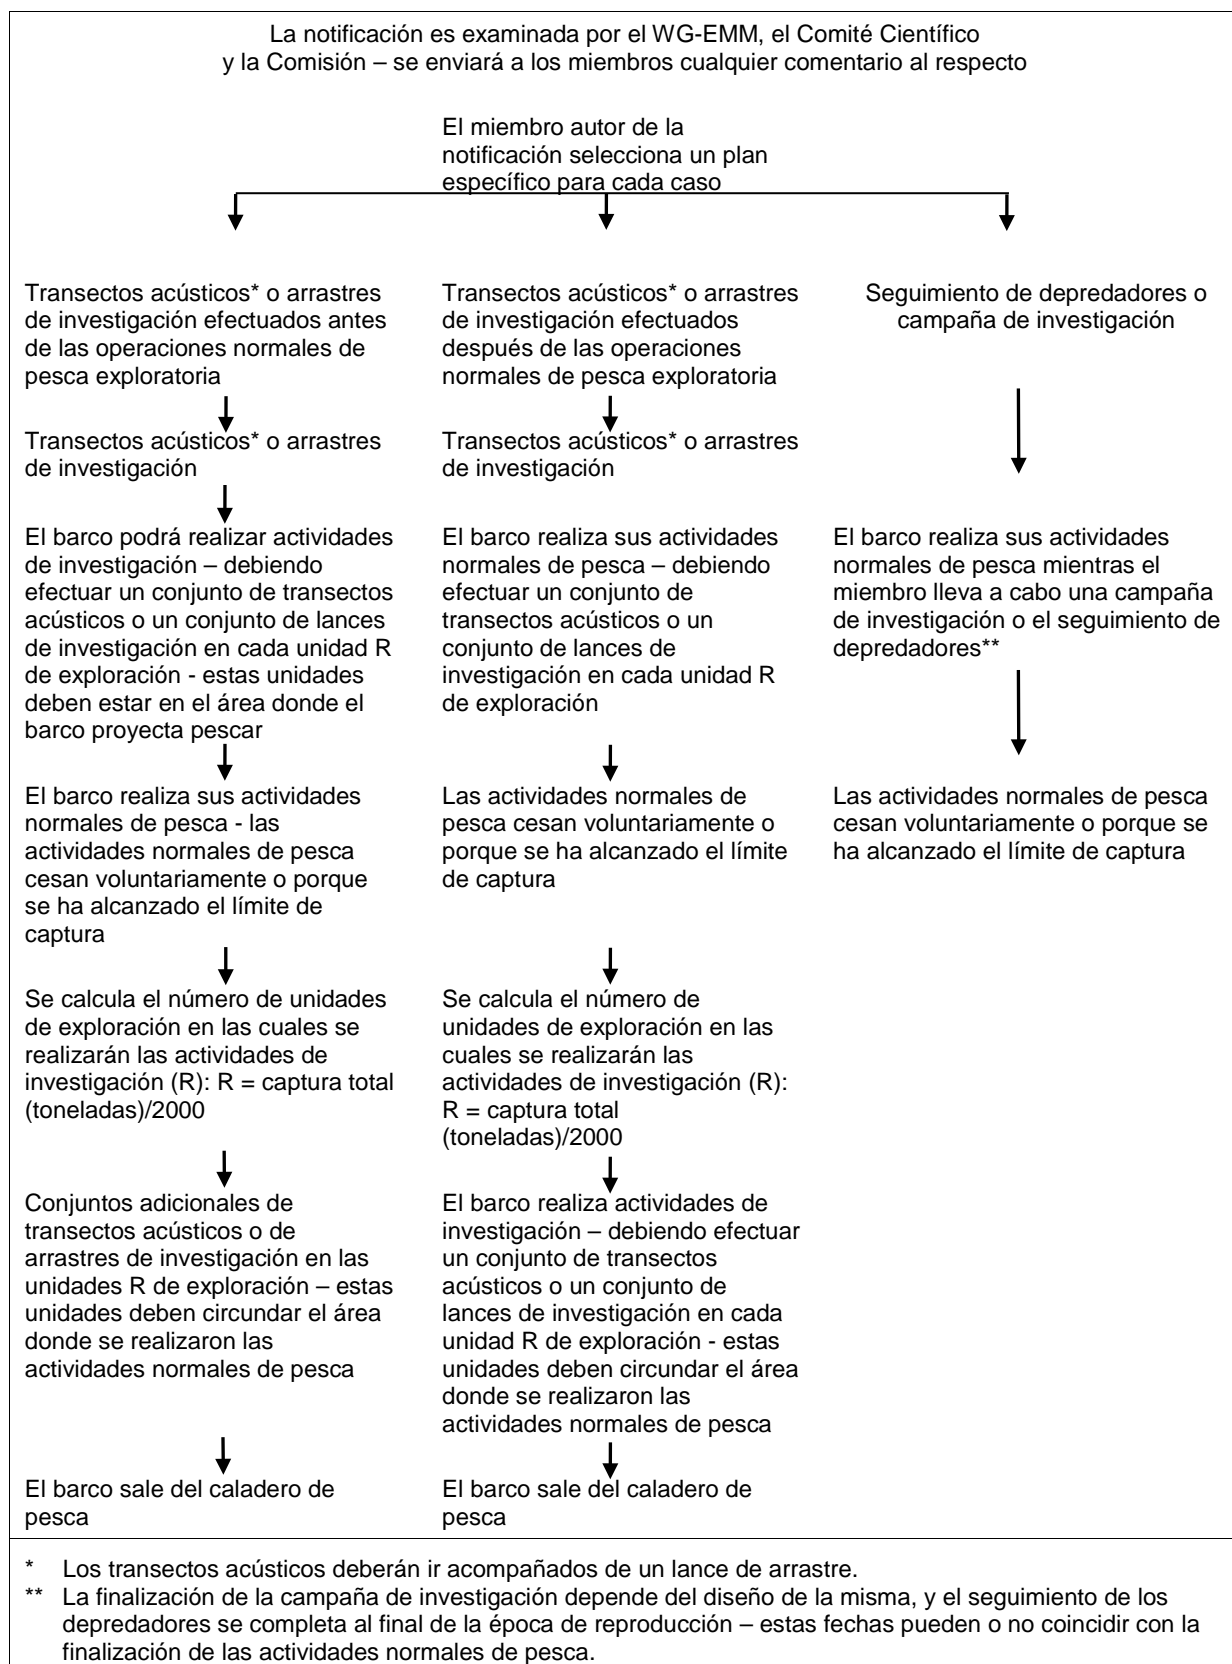 La notificación es examinada por el WG-EMM, el Comité Científico
y la Comisión – se enviará a los miembros cualquier comentario al respecto
El miembro autor de la
notificación selecciona un plan
específico para cada caso
Transectos acústicos* o arrastres
de investigación efectuados antes
de las operaciones normales de
pesca exploratoria
Transectos acústicos* o arrastres
de investigación
El barco podrá realizar actividades
de investigación – debiendo
efectuar un conjunto de transectos
acústicos o un conjunto de lances
de investigación en cada unidad R
de exploración - estas unidades
deben estar en el área donde el
barco proyecta pescar
El barco realiza sus actividades
normales de pesca - las
actividades normales de pesca
cesan voluntariamente o porque
se ha alcanzado el límite de
captura
Se calcula el número de unidades
de exploración en las cuales se
realizarán las actividades de
investigación (R): R = captura total
(toneladas)/2000
Conjuntos adicionales de
transectos acústicos o de
arrastres de investigación en las
unidades R de exploración – estas
unidades deben circundar el área
donde se realizaron las
actividades normales de pesca
El barco sale del caladero de
pesca
Transectos acústicos* o arrastres
de investigación efectuados
después de las operaciones
normales de pesca exploratoria
Transectos acústicos* o arrastres
de investigación
El barco realiza sus actividades
normales de pesca – debiendo
efectuar un conjunto de
transectos acústicos o un
conjunto de lances de
investigación en cada unidad R
de exploración
Las actividades normales de
pesca cesan voluntariamente o
porque se ha alcanzado el límite
de captura
Se calcula el número de
unidades de exploración en las
cuales se realizarán las
actividades de investigación (R):
R = captura total
(toneladas)/2000
El barco realiza actividades de
investigación – debiendo efectuar
un conjunto de transectos
acústicos o un conjunto de
lances de investigación en cada
unidad R de exploración - estas
unidades deben circundar el área
donde se realizaron las
actividades normales de pesca
El barco sale del caladero de
pesca
Seguimiento de depredadores o
campaña de investigación
El barco realiza sus actividades
normales de pesca mientras el
miembro lleva a cabo una campaña
de investigación o el seguimiento de
depredadores**
Las actividades normales de pesca
cesan voluntariamente o porque se
ha alcanzado el límite de captura
* Los transectos acústicos deberán ir acompañados de un lance de arrastre.
** La finalización de la campaña de investigación depende del diseño de la misma, y el seguimiento de los
depredadores se completa al final de la época de reproducción – estas fechas pueden o no coincidir con la
finalización de las actividades normales de pesca.